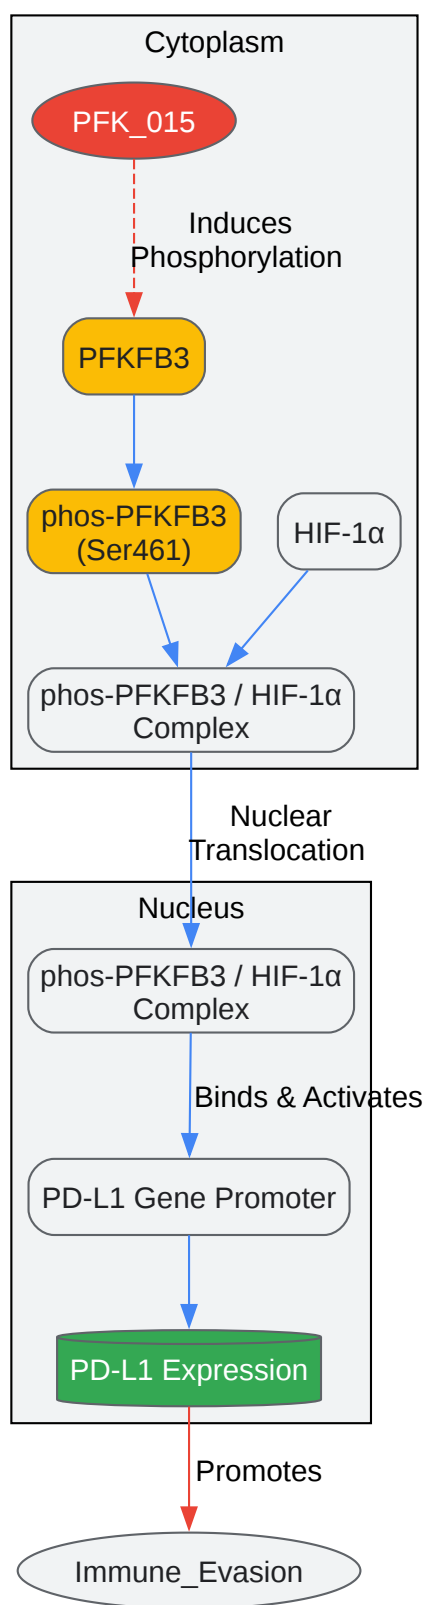 Cytoplasm
PFK_015
Induces
Phosphorylation
PFKFB3
phos-PFKFB3
(Ser461)
HIF-1α
phos-PFKFB3 / HIF-1α
Complex
Nuclear
Translocation
Nucleus
phos-PFKFB3 / HIF-1α
Complex
Binds & Activates
PD-L1 Gene Promoter
PD-L1 Expression
Promotes
Immune_Evasion